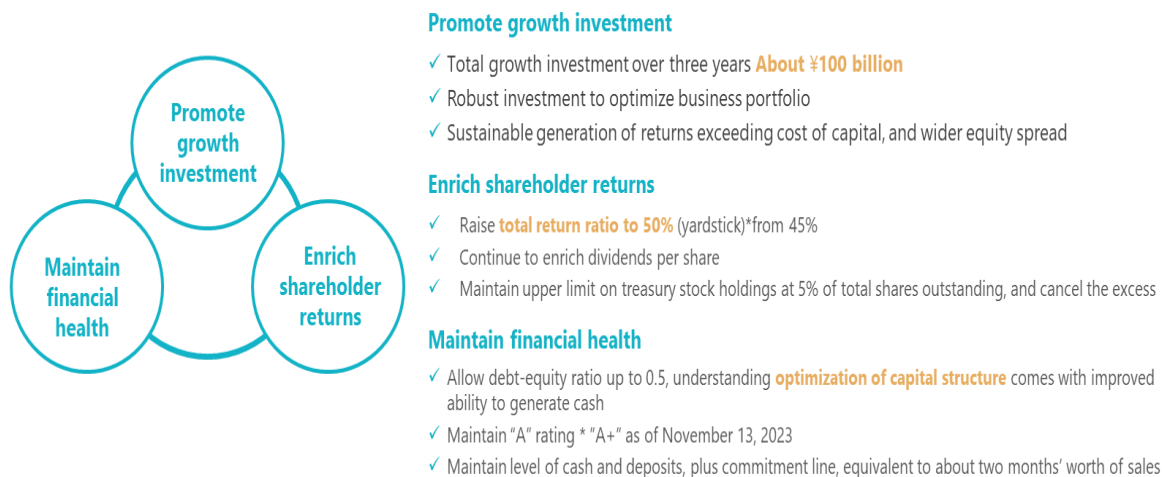 Promote
growth
investment
Maintain
financial
health
Enrich
shareholder
returns
Promote growth investment
✓ Total growth investment over three years About ¥100 billion
✓ Robust investment to optimize business portfolio
✓ Sustainable generation of returns exceeding cost of capital, and wider equity spread
Enrich shareholder returns
✓ Raise total return ratio to 50% (yardstick)*from 45%
✓ Continue to enrich dividends per share
✓ Maintain upper limit on treasury stock holdings at 5% of total shares outstanding, and cancel the excess
Maintain financial health
✓ Allow debt-equity ratio up to 0.5, understanding optimization of capital structure comes with improved
ability to generate cash
✓ Maintain “A” rating * ”A+” as of November 13, 2023
✓ Maintain level of cash and deposits, plus commitment line, equivalent to about two months’ worth of sales